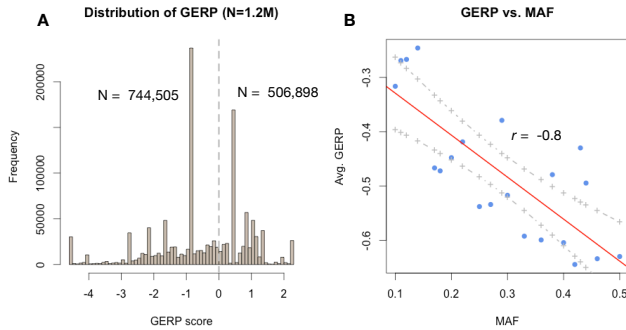 A
Distribution of GERP (N=1.2M)
N = 744,505
N = 506,898
Frequency
0
50000
100000
200000
-4
-3
-2
-1
0
1
2
GERP score
B
GERP vs. MAF
r = -0.8
Avg. GERP
-0.3
-0.4
-0.5
-0.6
0.1
0.2
0.3
0.4
0.5
MAF